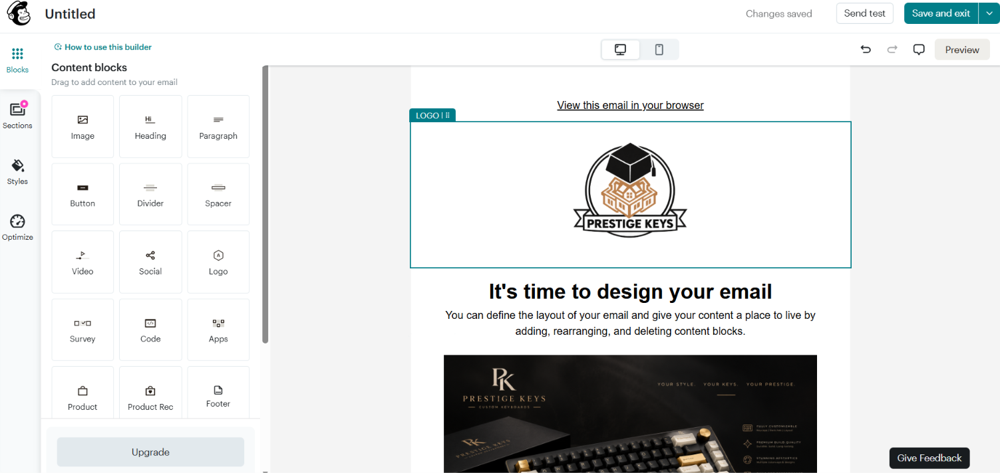 Untitled
Changes saved
Send test
Save and exit
How to use this builder
Preview
Blocks
Content blocks
Drag to add content to your email
Sections
Styles
Optimize
Image
Heading
Paragraph
Button
Divider
Spacer
Video
Social
Logo
Survey
Code
Apps
Product
Product Rec
Footer
Upgrade
View this email in your browser
LOGO
PRESTIGE KEYS
It's time to design your email
You can define the layout of your email and give your content a place to live by
adding, rearranging, and deleting content blocks.
PK
PRESTIGE KEYS
CUSTOM KEYBOARDS
YOUR STYLE. YOUR KEYS. YOUR PRESTIGE.
PRESTIGE KEYS
FULLY CUSTOMIZABLE
PREMIUM BUILD QUALITY
STUNNING AESTHETICS
Give Feedback